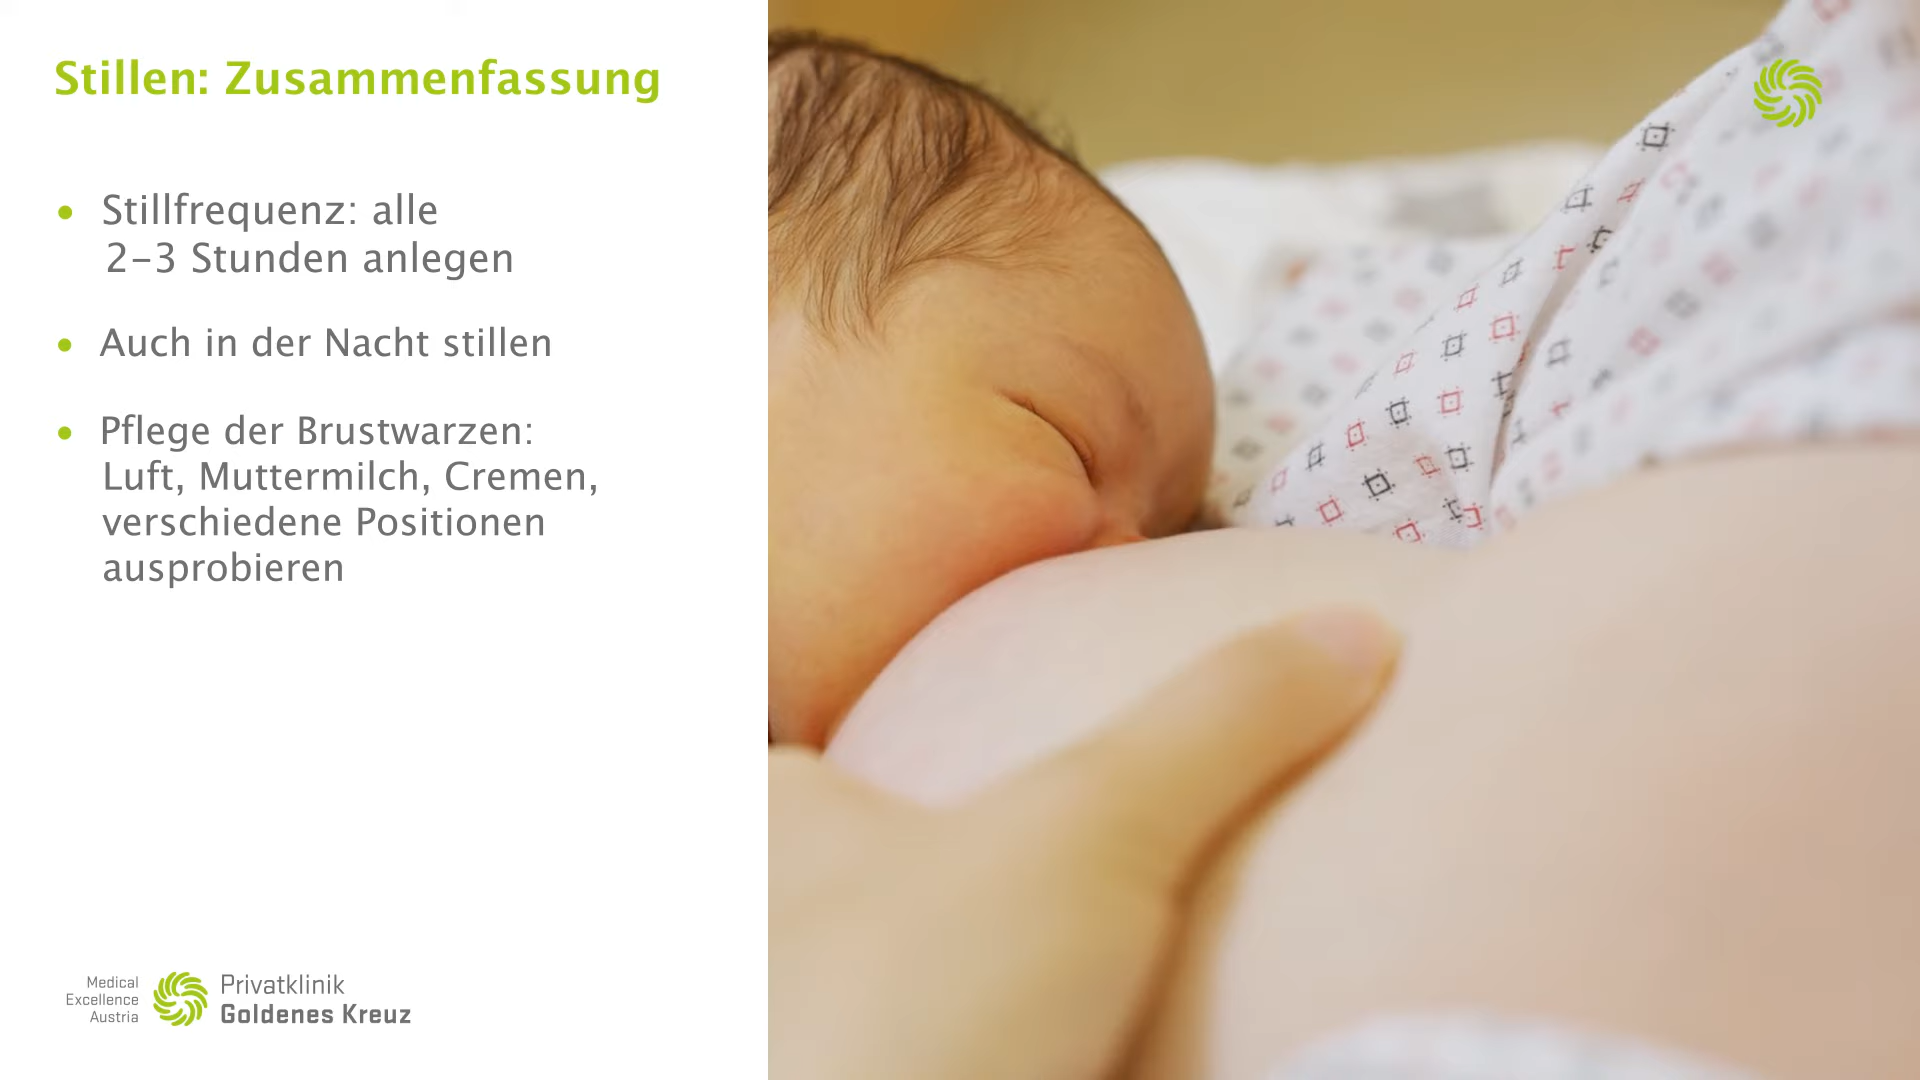 Stillen: Zusammenfassung
• Stillfrequenz: alle
2–3 Stunden anlegen
• Auch in der Nacht stillen
• Pflege der Brustwarzen:
Luft, Muttermilch, Cremen,
verschiedene Positionen
ausprobieren
Medical
Excellence
Austria
Privatklinik
Goldenes Kreuz